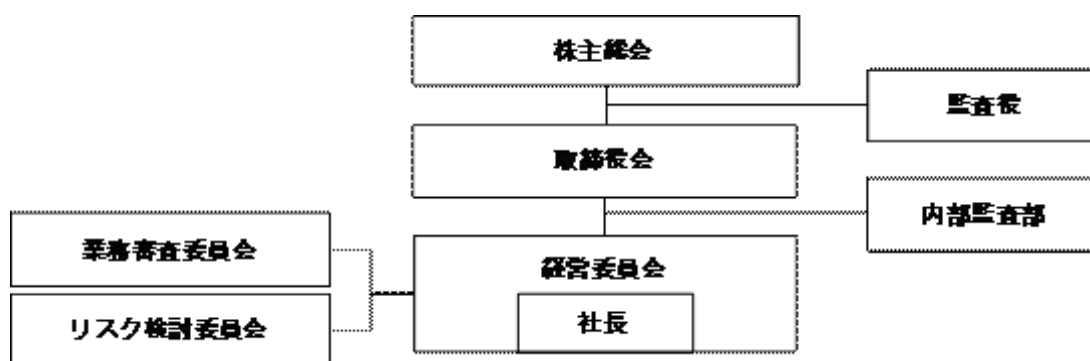 株主総会
監査役
取締役会
内部監査部
業務審査委員会
経営委員会
リスク検討委員会
社長